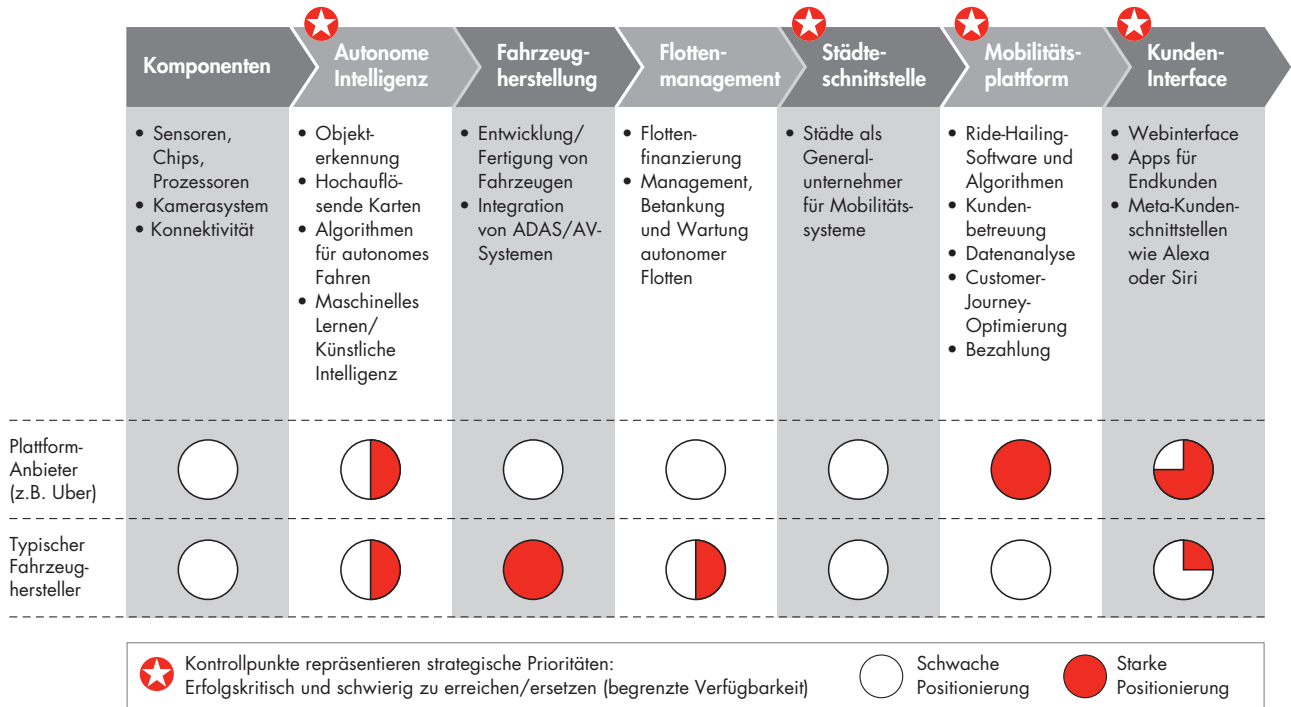 Komponenten
Autonome
Intelligenz
Fahrzeug-
herstellung
Flotten-
management
Städte-
schnittstelle
Mobilitäts-
plattform
Kunden-
Interface
• Sensoren,
Chips,
Prozessoren
• Kamerasystem
• Konnektivität
• Objekt-
erkennung
• Hochauflö-
sende Karten
• Algorithmen
für autonomes
Fahren
• Maschinelles
Lernen/
Künstliche
Intelligenz
• Entwicklung/
Fertigung von
Fahrzeugen
• Integration
von ADAS/AV-
Systemen
• Flotten-
finanzierung
• Management,
Betankung
und Wartung
autonomer
Flotten
• Städte als
General-
unternehmer
für Mobilitäts-
systeme
• Ride-Hailing-
Software und
Algorithmen
• Kunden-
betreuung
• Datenanalyse
• Customer-
Journey-
Optimierung
• Bezahlung
• Webinterface
• Apps für
Endkunden
• Meta-Kunden-
schnittstellen
wie Alexa
oder Siri
Plattform-
Anbieter
(z.B. Uber)
Typischer
Fahrzeug-
hersteller
Kontrollpunkte repräsentieren strategische Prioritäten:
Erfolgskritisch und schwierig zu erreichen/ersetzen (begrenzte Verfügbarkeit)
Schwache
Positionierung
Starke
Positionierung